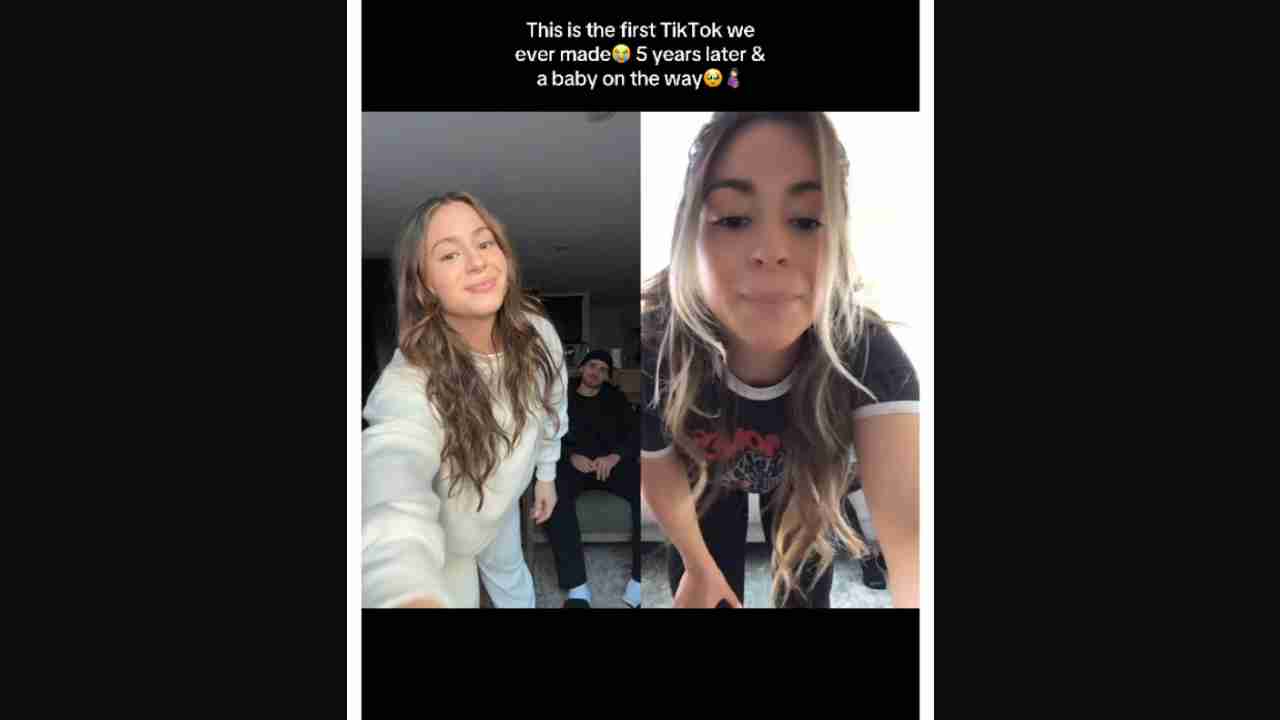 This is the first TikTok we
ever made😭 5 years later &
a baby on the way🥹🤰